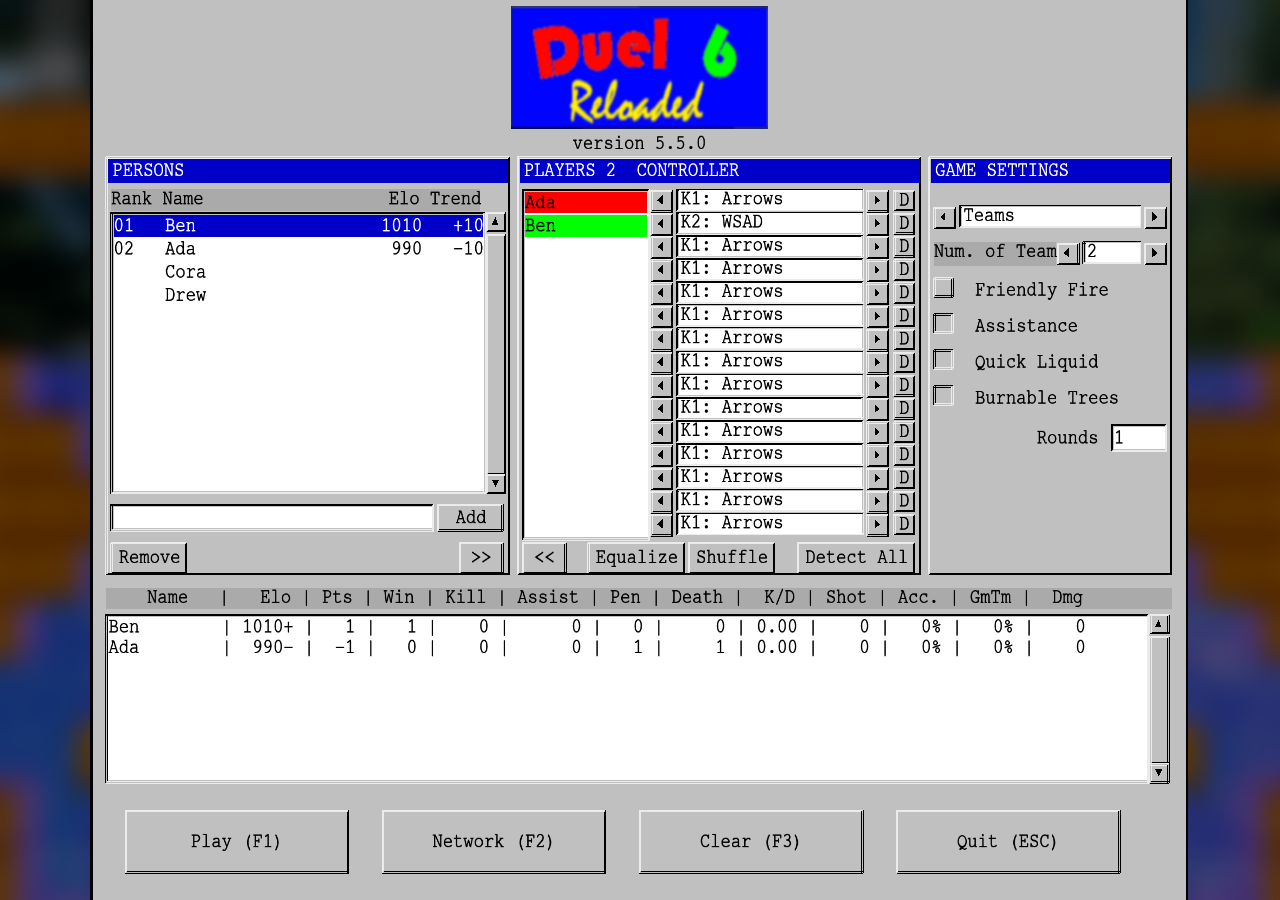 Duel 6
Reloaded
version 5.5.0
PERSONS
Rank Name Elo Trend
01 Ben 1010 +10
02 Ada 990 -10
Cora
Drew
Add
Remove >>
PLAYERS 2 CONTROLLER
Ada K1: Arrows D
Ben K2: WSAD D
K1: Arrows D
K1: Arrows D
K1: Arrows D
K1: Arrows D
K1: Arrows D
K1: Arrows D
K1: Arrows D
K1: Arrows D
K1: Arrows D
K1: Arrows D
K1: Arrows D
K1: Arrows D
K1: Arrows D
<< Equalize Shuffle Detect All
GAME SETTINGS
Teams
Num. of Team 2
Friendly Fire
Assistance
Quick Liquid
Burnable Trees
Rounds 1
Name | Elo | Pts | Win | Kill | Assist | Pen | Death | K/D | Shot | Acc. | GmTm | Dmg
Ben | 1010+ | 1 | 1 | 0 | 0 | 0 | 0 | 0.00 | 0 | 0% | 0% | 0
Ada | 990- | -1 | 0 | 0 | 0 | 1 | 1 | 0.00 | 0 | 0% | 0% | 0
Play (F1) Network (F2) Clear (F3) Quit (ESC)